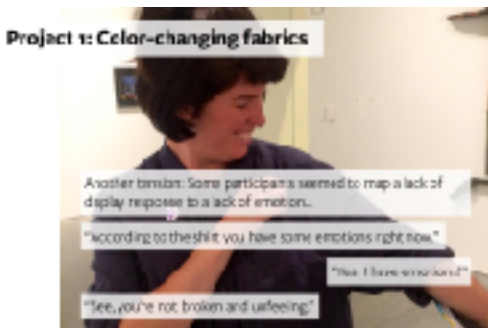 Project 1: Color-changing fabrics
Another tension: Some participants seemed to map a lack of
display response to a lack of emotion..
"According to the shirt you have some emotions right now."
I have emotions!"
"See, you're not broken and unfeeling."